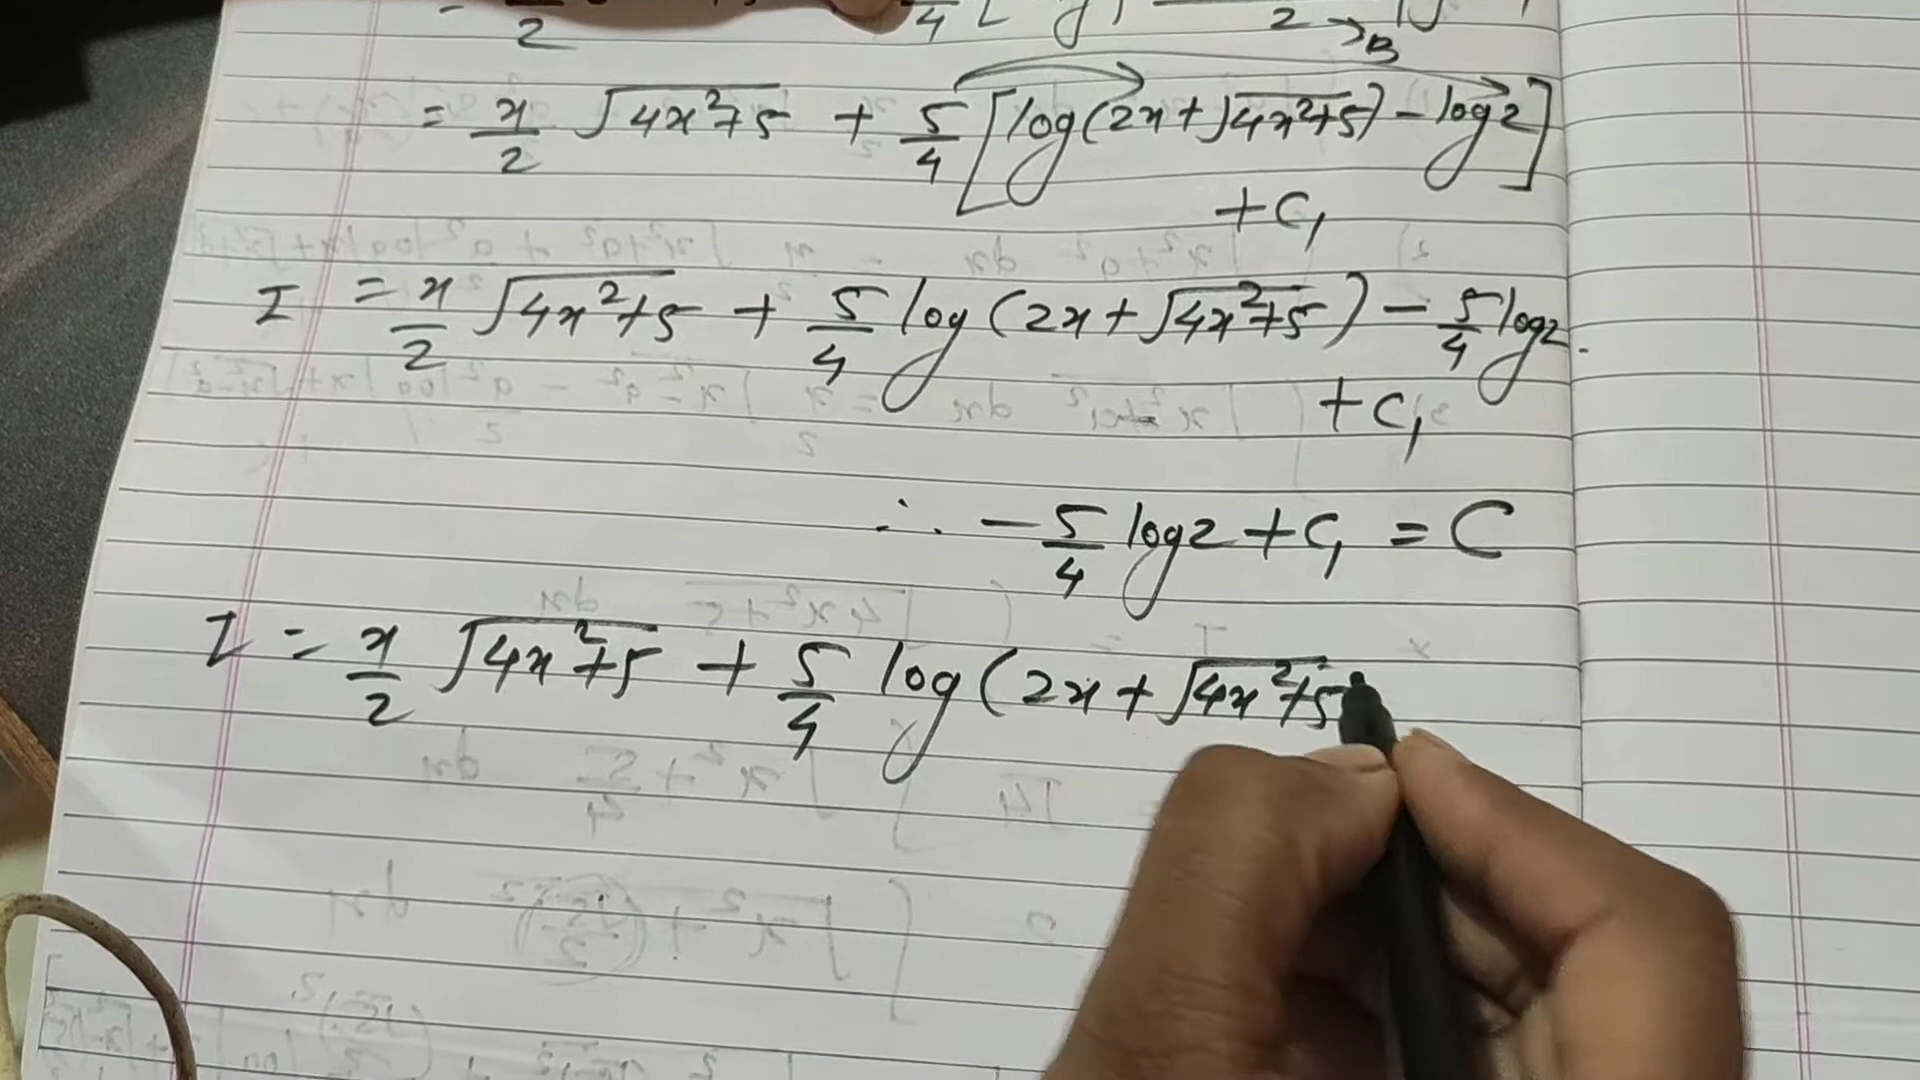 = x/2 √(4x²+5) + 5/4 [log(2x+√(4x²+5)) - log2]
+C₁
I = x/2 √(4x²+5) + 5/4 log(2x+√(4x²+5)) - 5/4 log2.
+C₁
∴ -5/4 log2 + C₁ = C
I = x/2 √(4x²+5) + 5/4 log(2x+√(4x²+5)